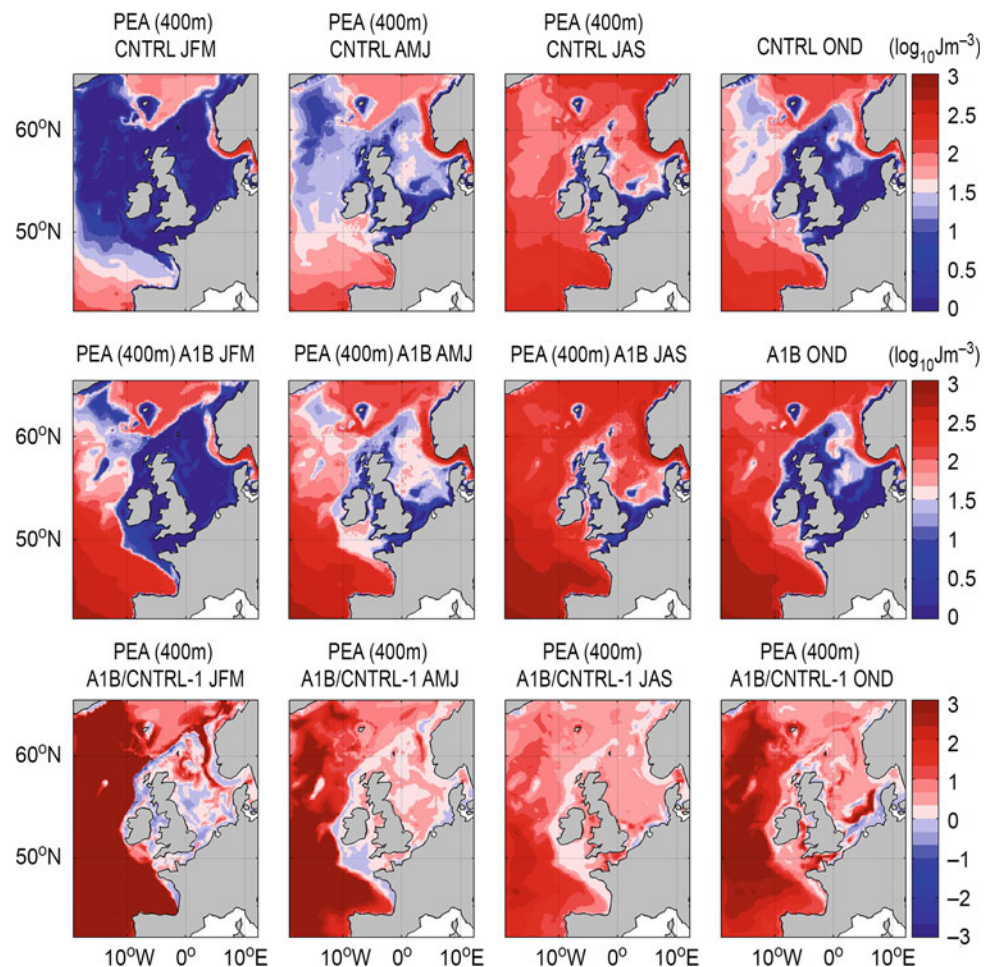 PEA (400m)
CNTRL JFM
PEA (400m)
CNTRL AMJ
PEA (400m)
CNTRL JAS
CNTRL OND
(log₁₀Jm⁻³)
60°N
50°N
3
2.5
2
1.5
1
0.5
0
PEA (400m) A1B JFM
PEA (400m) A1B AMJ
PEA (400m) A1B JAS
A1B OND
(log₁₀Jm⁻³)
60°N
50°N
3
2.5
2
1.5
1
0.5
0
PEA (400m)
A1B/CNTRL-1 JFM
PEA (400m)
A1B/CNTRL-1 AMJ
PEA (400m)
A1B/CNTRL-1 JAS
PEA (400m)
A1B/CNTRL-1 OND
60°N
50°N
3
2
1
0
−1
−2
−3
10°W 0° 10°E
10°W 0° 10°E
10°W 0° 10°E
10°W 0° 10°E